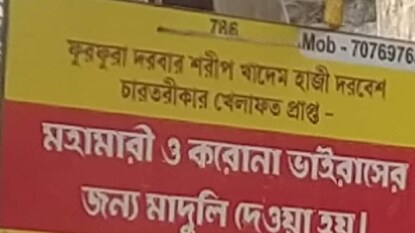 786
Mob - 7076976
ফুরফুরা দরবার শরীপ খাদেম হাজী দরবেশ
চারতরীকার খেলাফত প্রাপ্ত -
মহামারী ও করোনা ভাইরাসের
জন্য মাদুলি দেওয়া হয়।